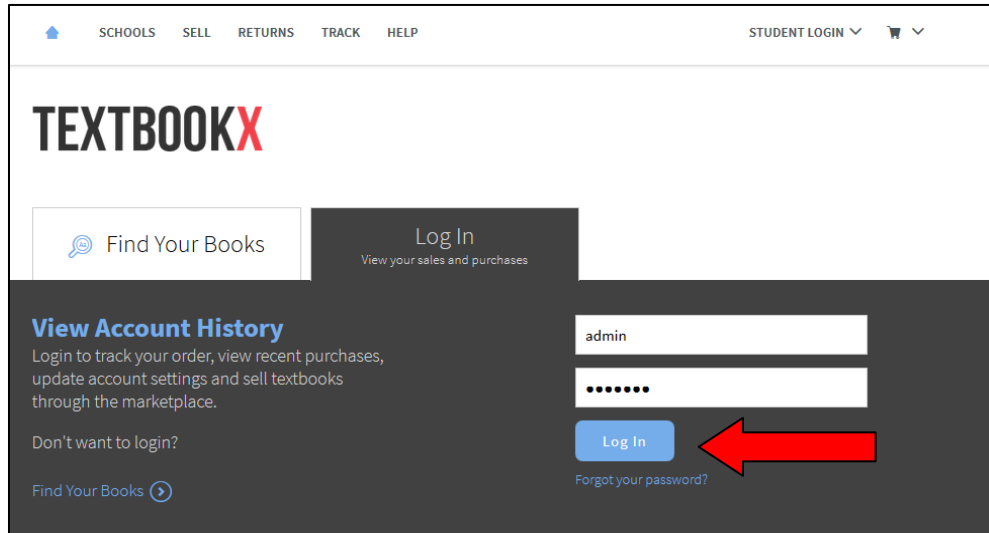 SCHOOLS SELL RETURNS TRACK HELP STUDENT LOGIN
TEXTBOOKX
Find Your Books
Log In
View your sales and purchases
View Account History
Login to track your order, view recent purchases,
update account settings and sell textbooks
through the marketplace.
Don't want to login?
Find Your Books
admin
•••••••
Log In
Forgot your password?